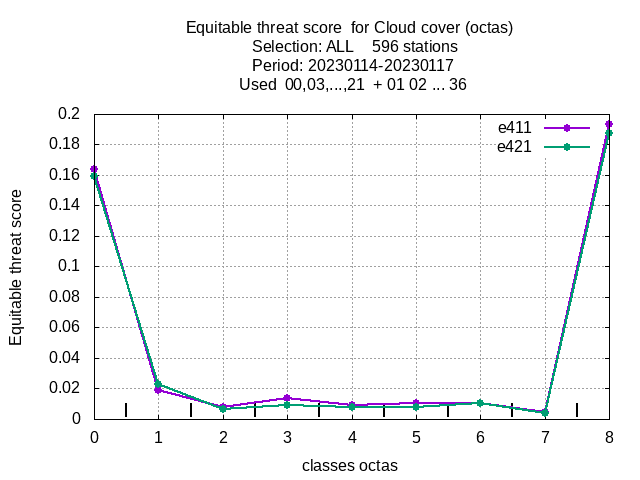 Equitable threat score  for Cloud cover (octas)
Selection: ALL    596 stations
Period: 20230114-20230117
Used  00,03,...,21  + 01 02 ... 36
e411
e421
Equitable threat score
0.2
0.18
0.16
0.14
0.12
0.1
0.08
0.06
0.04
0.02
0
0 1 2 3 4 5 6 7 8
classes octas